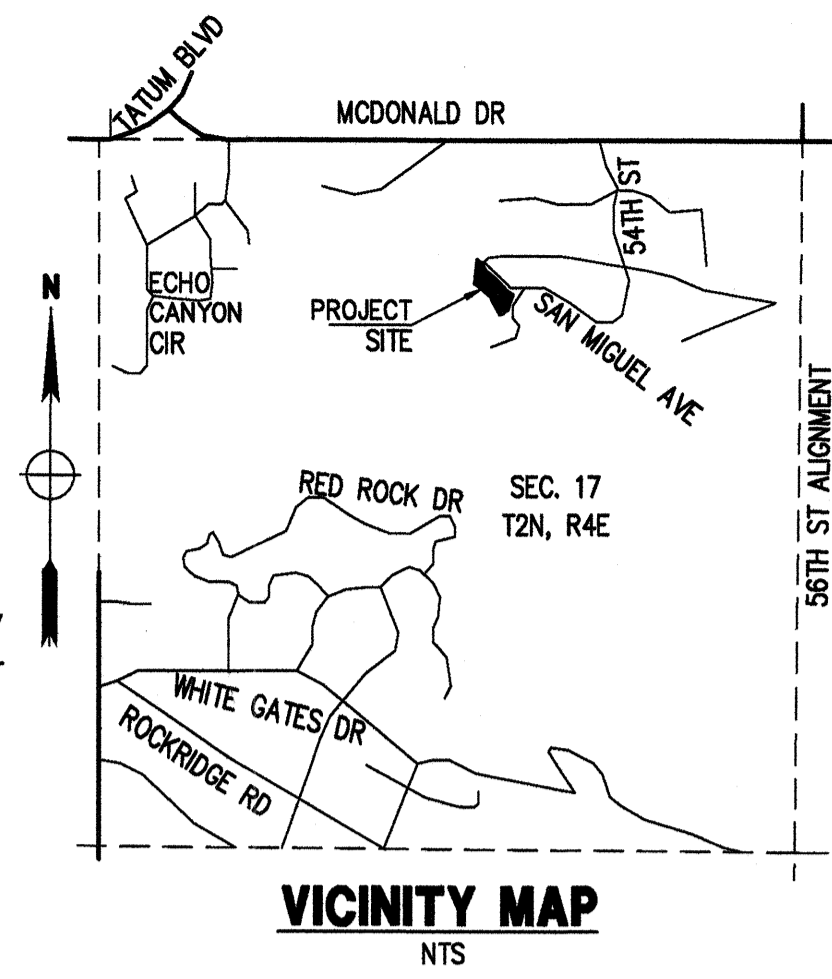 TATUM BLVD
MCDONALD DR
54TH ST
N
ECHO
CANYON
CIR
PROJECT
SITE
SAN MIGUEL AVE
56TH ST ALIGNMENT
RED ROCK DR
SEC. 17
T2N, R4E
WHITE GATES DR
ROCKRIDGE RD
VICINITY MAP
NTS